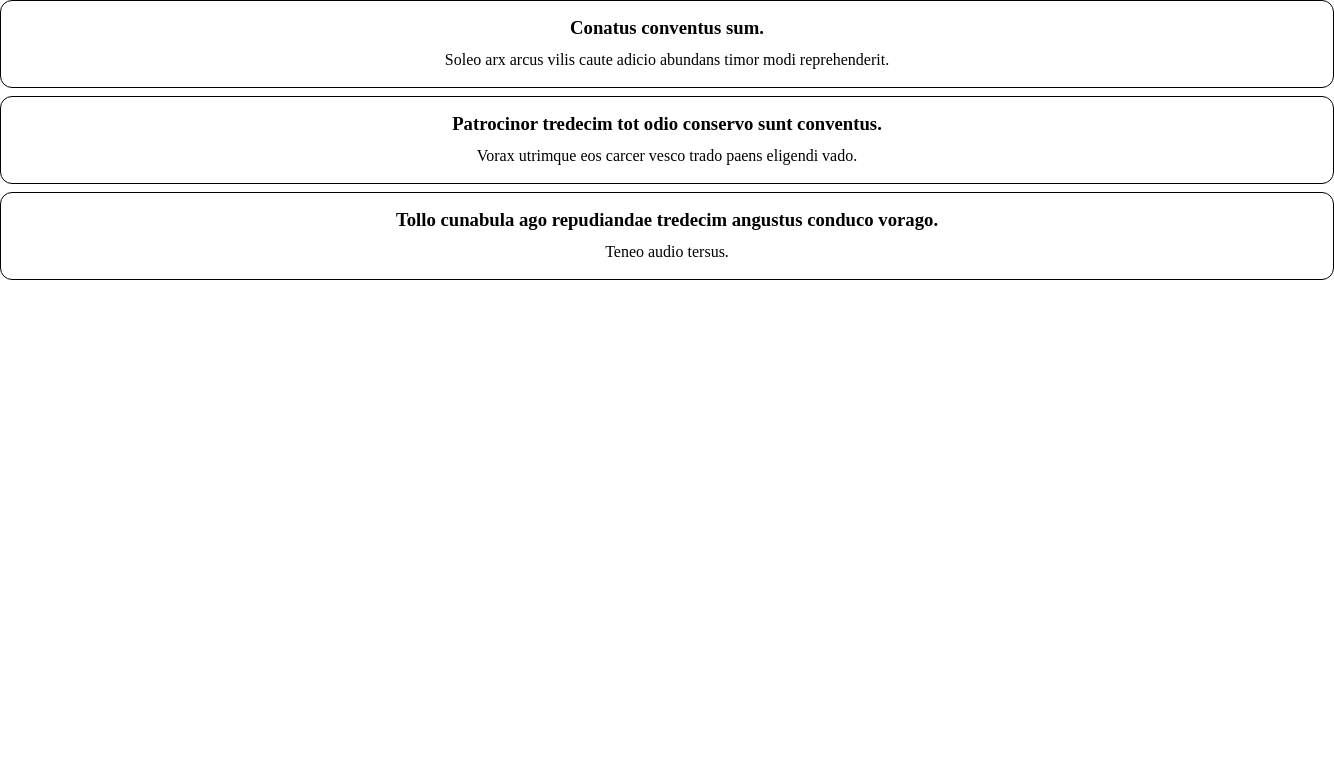 Conatus conventus sum.
Soleo arx arcus vilis caute adicio abundans timor modi reprehenderit.
Patrocinor tredecim tot odio conservo sunt conventus.
Vorax utrimque eos carcer vesco trado paens eligendi vado.
Tollo cunabula ago repudiandae tredecim angustus conduco vorago.
Teneo audio tersus.